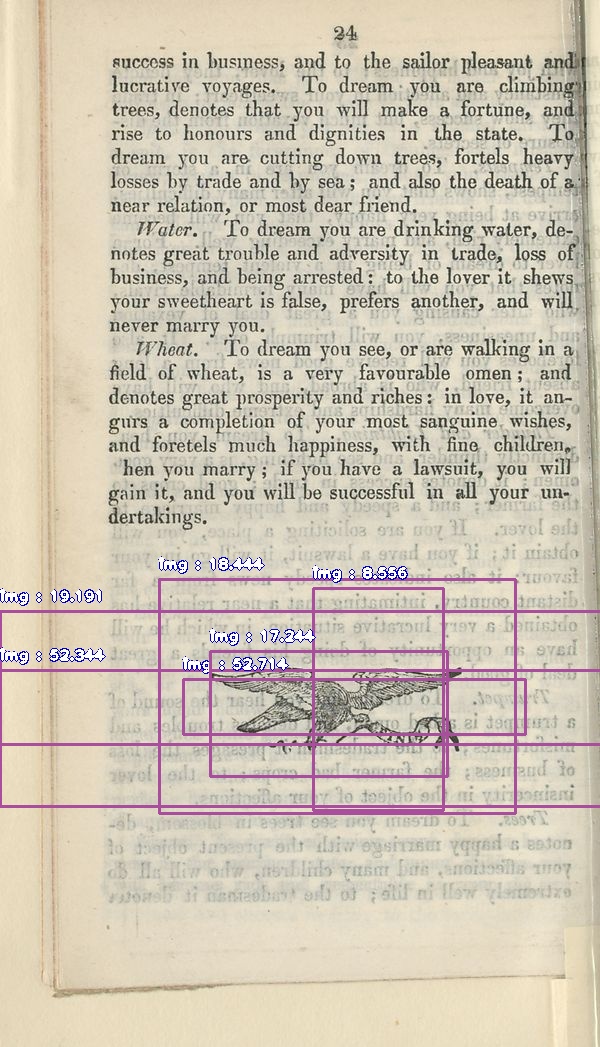 24
success in business, and to the sailor pleasant and
lucrative voyages. To dream you are climbing
trees, denotes that you will make a fortune, and
rise to honours and dignities in the state. To
dream you are cutting down trees, fortels heavy
losses by trade and by sea; and also the death of a
near relation, or most dear friend.
Water. To dream you are drinking water, de-
notes great trouble and adversity in trade, loss of
business, and being arrested: to the lover it shews
your sweetheart is false, prefers another, and will
never marry you.
Wheat. To dream you see, or are walking in a
field of wheat, is a very favourable omen; and
denotes great prosperity and riches: in love, it an-
gurs a completion of your most sanguine wishes,
and foretels much happiness, with fine children,
hen you marry; if you have a lawsuit, you will
gain it, and you will be successful in all your un-
dertakings.
img : 18.444
img : 8.556
img : 19.191
img : 17.244
img : 52.344
img : 52.714